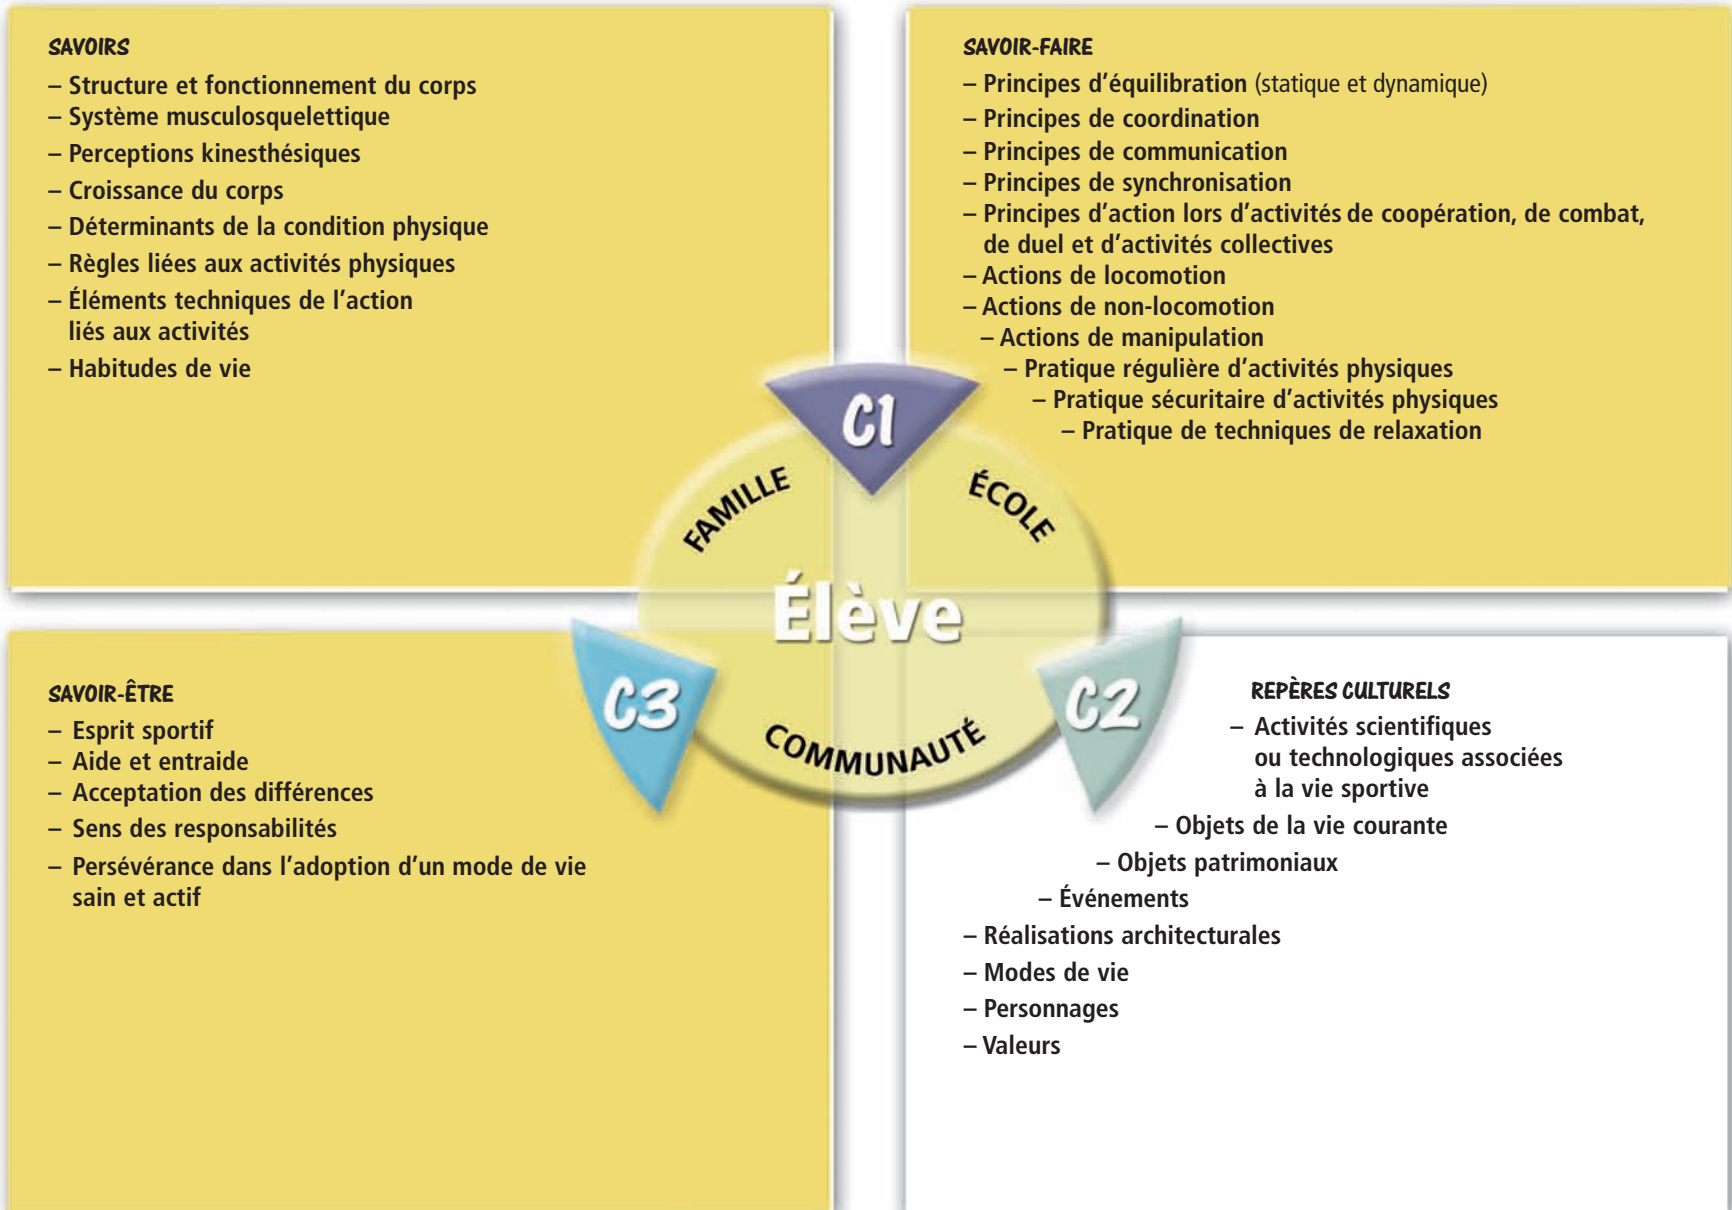 SAVOIRS
– Structure et fonctionnement du corps
– Système musculosquelettique
– Perceptions kinesthésiques
– Croissance du corps
– Déterminants de la condition physique
– Règles liées aux activités physiques
– Éléments techniques de l’action
liés aux activités
– Habitudes de vie
SAVOIR-FAIRE
– Principes d’équilibration (statique et dynamique)
– Principes de coordination
– Principes de communication
– Principes de synchronisation
– Principes d’action lors d’activités de coopération, de combat,
de duel et d’activités collectives
– Actions de locomotion
– Actions de non-locomotion
– Actions de manipulation
– Pratique régulière d’activités physiques
– Pratique sécuritaire d’activités physiques
– Pratique de techniques de relaxation
C1
FAMILLE
ÉCOLE
Élève
C3
C2
COMMUNAUTÉ
SAVOIR-ÊTRE
– Esprit sportif
– Aide et entraide
– Acceptation des différences
– Sens des responsabilités
– Persévérance dans l’adoption d’un mode de vie
sain et actif
REPÈRES CULTURELS
– Activités scientifiques
ou technologiques associées
à la vie sportive
– Objets de la vie courante
– Objets patrimoniaux
– Événements
– Réalisations architecturales
– Modes de vie
– Personnages
– Valeurs